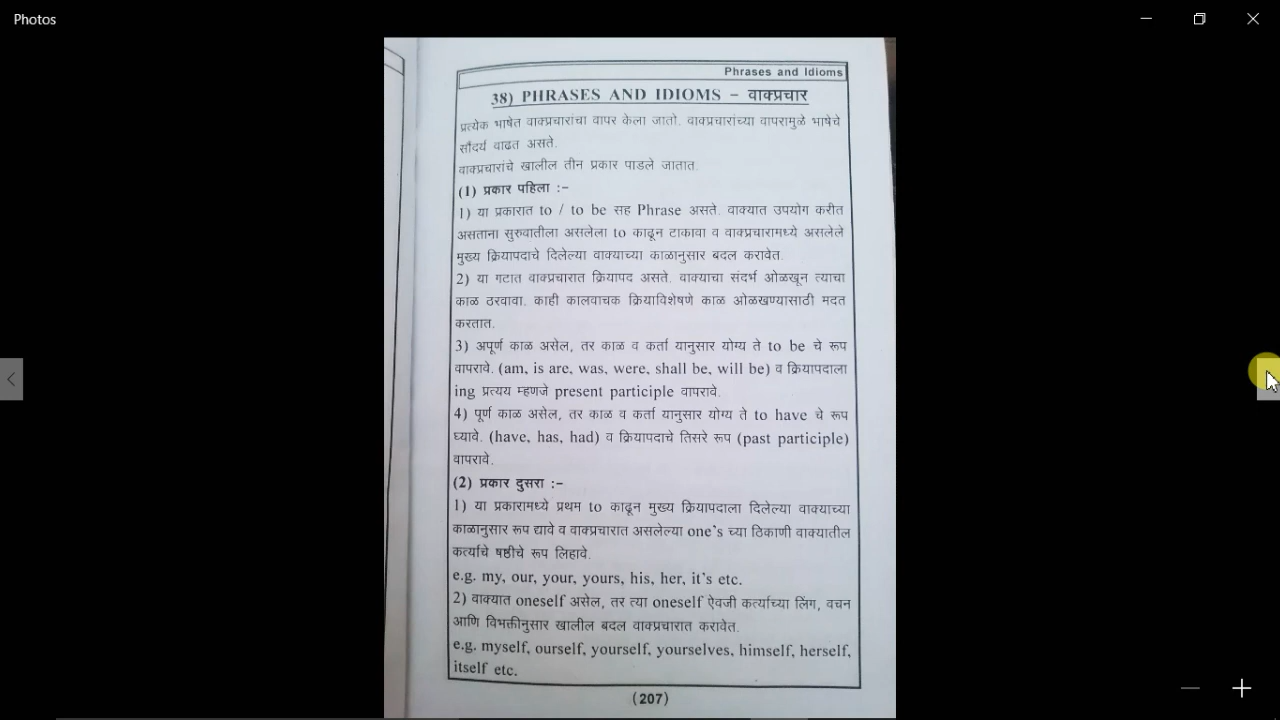 Photos
Phrases and Idioms
38) PHRASES AND IDIOMS – वाक्प्रचार
प्रत्येक भाषेत वाक्प्रचारांचा वापर केला जातो. वाक्प्रचारांच्या वापरामुळे भाषेचे
सौंदर्य वाढत असते.
वाक्प्रचारांचे खालील तीन प्रकार पाडले जातात.
(1) प्रकार पहिला :–
1) या प्रकारात to / to be सह Phrase असते. वाक्यात उपयोग करीत
असताना सुरुवातीला असलेला to काढून टाकावा व वाक्प्रचारामध्ये असलेले
मुख्य क्रियापदाचे दिलेल्या वाक्याच्या काळानुसार बदल करावेत.
2) या गटात वाक्प्रचारात क्रियापद असते. वाक्याचा संदर्भ ओळखून त्याचा
काळ ठरवावा. काही कालवाचक क्रियाविशेषणे काळ ओळखण्यासाठी मदत
करतात.
3) अपूर्ण काळ असेल, तर काळ व कर्ता यानुसार योग्य ते to be चे रूप
वापरावे. (am, is are, was, were, shall be, will be) व क्रियापदाला
ing प्रत्यय म्हणजे present participle वापरावे.
4) पूर्ण काळ असेल, तर काळ व कर्ता यानुसार योग्य ते to have चे रूप
घ्यावे. (have, has, had) व क्रियापदाचे तिसरे रूप (past participle)
वापरावे.
(2) प्रकार दुसरा :–
1) या प्रकारामध्ये प्रथम to काढून मुख्य क्रियापदाला दिलेल्या वाक्याच्या
काळानुसार रूप द्यावे व वाक्प्रचारात असलेल्या one's च्या ठिकाणी वाक्यातील
कर्त्याचे षष्ठीचे रूप लिहावे.
e.g. my, our, your, yours, his, her, it's etc.
2) वाक्यात oneself असेल, तर त्या oneself ऐवजी कर्त्याच्या लिंग, वचन
आणि विभक्तीनुसार खालील बदल वाक्प्रचारात करावेत.
e.g. myself, ourself, yourself, yourselves, himself, herself,
itself etc.
(207)